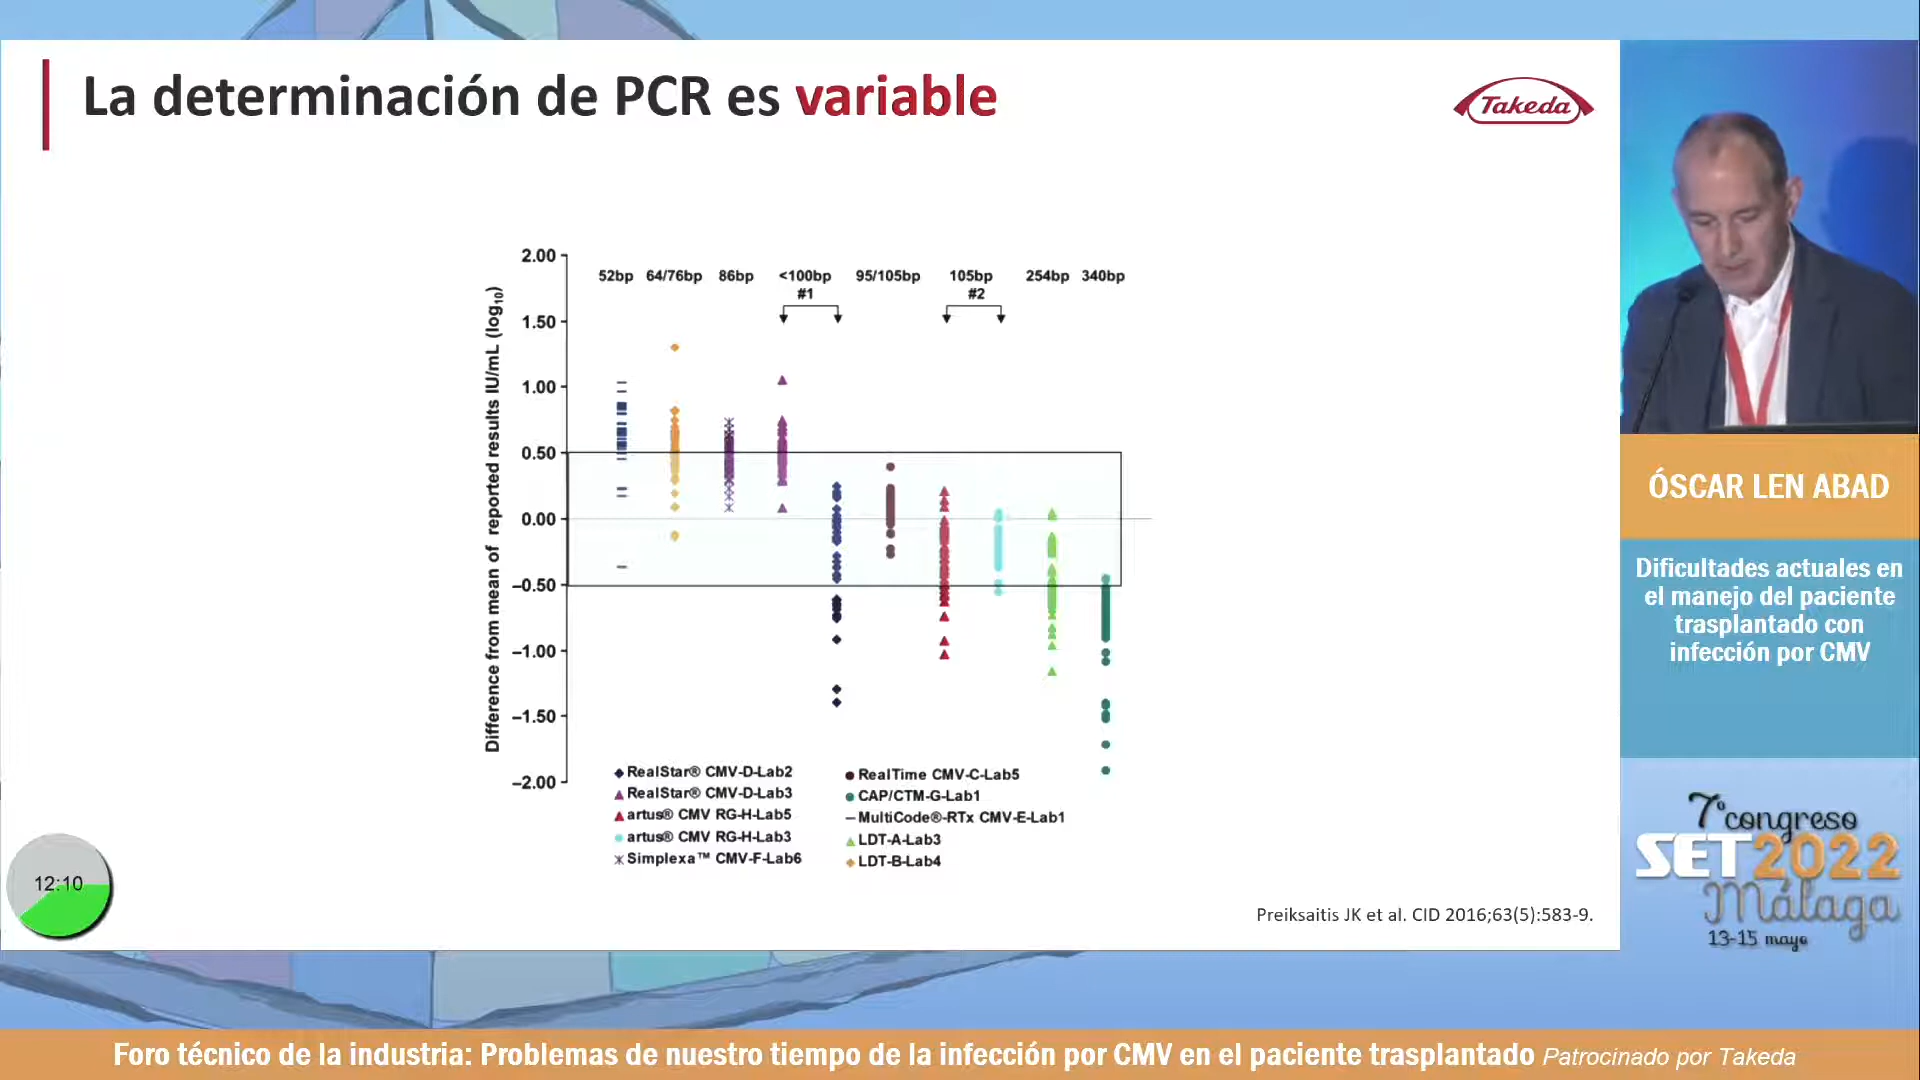 La determinación de PCR es variable
Takeda
Difference from mean of reported results IU/mL (log10)
2.00
1.50
1.00
0.50
0.00
−0.50
−1.00
−1.50
−2.00
52bp 64/76bp 86bp <100bp 95/105bp 105bp 254bp 340bp
#1 #2
RealStar® CMV-D-Lab2
RealStar® CMV-D-Lab3
artus® CMV RG-H-Lab5
artus® CMV RG-H-Lab3
Simplexa™ CMV-F-Lab6
RealTime CMV-C-Lab5
CAP/CTM-G-Lab1
MultiCode®-RTx CMV-E-Lab1
LDT-A-Lab3
LDT-B-Lab4
Preiksaitis JK et al. CID 2016;63(5):583-9.
12:10
ÓSCAR LEN ABAD
Dificultades actuales en
el manejo del paciente
trasplantado con
infección por CMV
7º congreso
SET2022
Málaga
13-15 mayo
Foro técnico de la industria: Problemas de nuestro tiempo de la infección por CMV en el paciente trasplantado Patrocinado por Takeda